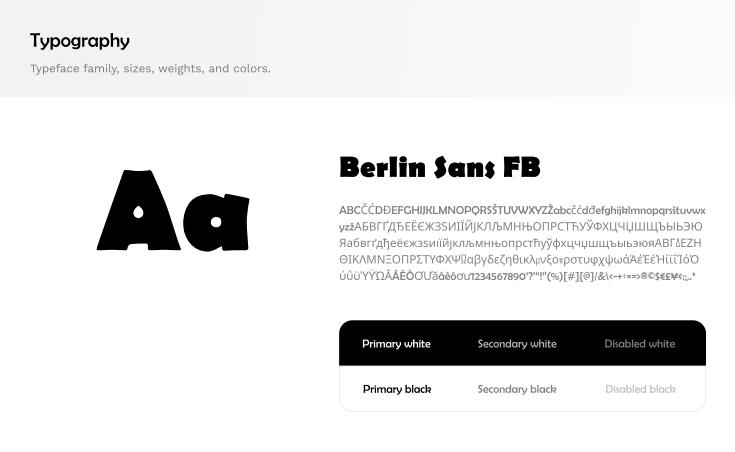 Typography
Typeface family, sizes, weights, and colors.
Aa
Berlin Sans FB
ABCČĆDĐEFGHIJKLMNOPQRSŠTUVWXYZŽabcčćdđefghijklmnopqrsštuvwx
yzžАБВГҐДЂЕЁЄЖЗЅИІЇЙЈКЛЉМНЊОПРСТЋУЎФХЦЧЏШЩЪЫЬЭЮ
ЯабвгґдђеёєжзѕиіїйјклљмнњопрстћуўфхцчџшщъыьэюяΑΒΓΔΕΖΗ
ΘΙΚΛΜΝΞΟΠΡΣΤΥΦΧΨΩαβγδεζηθικλμνξοπρστυφχψωάΆέΈέΉίϊΐΊόΌ
ύΰϋΎΫΏĂÂÊÔƠƯăâêôơư1234567890‘?’“!”(%)[#]{@}/&\<-+÷×=>®©$€£¥¢:;,.*
Primary white Secondary white Disabled white
Primary black Secondary black Disabled black